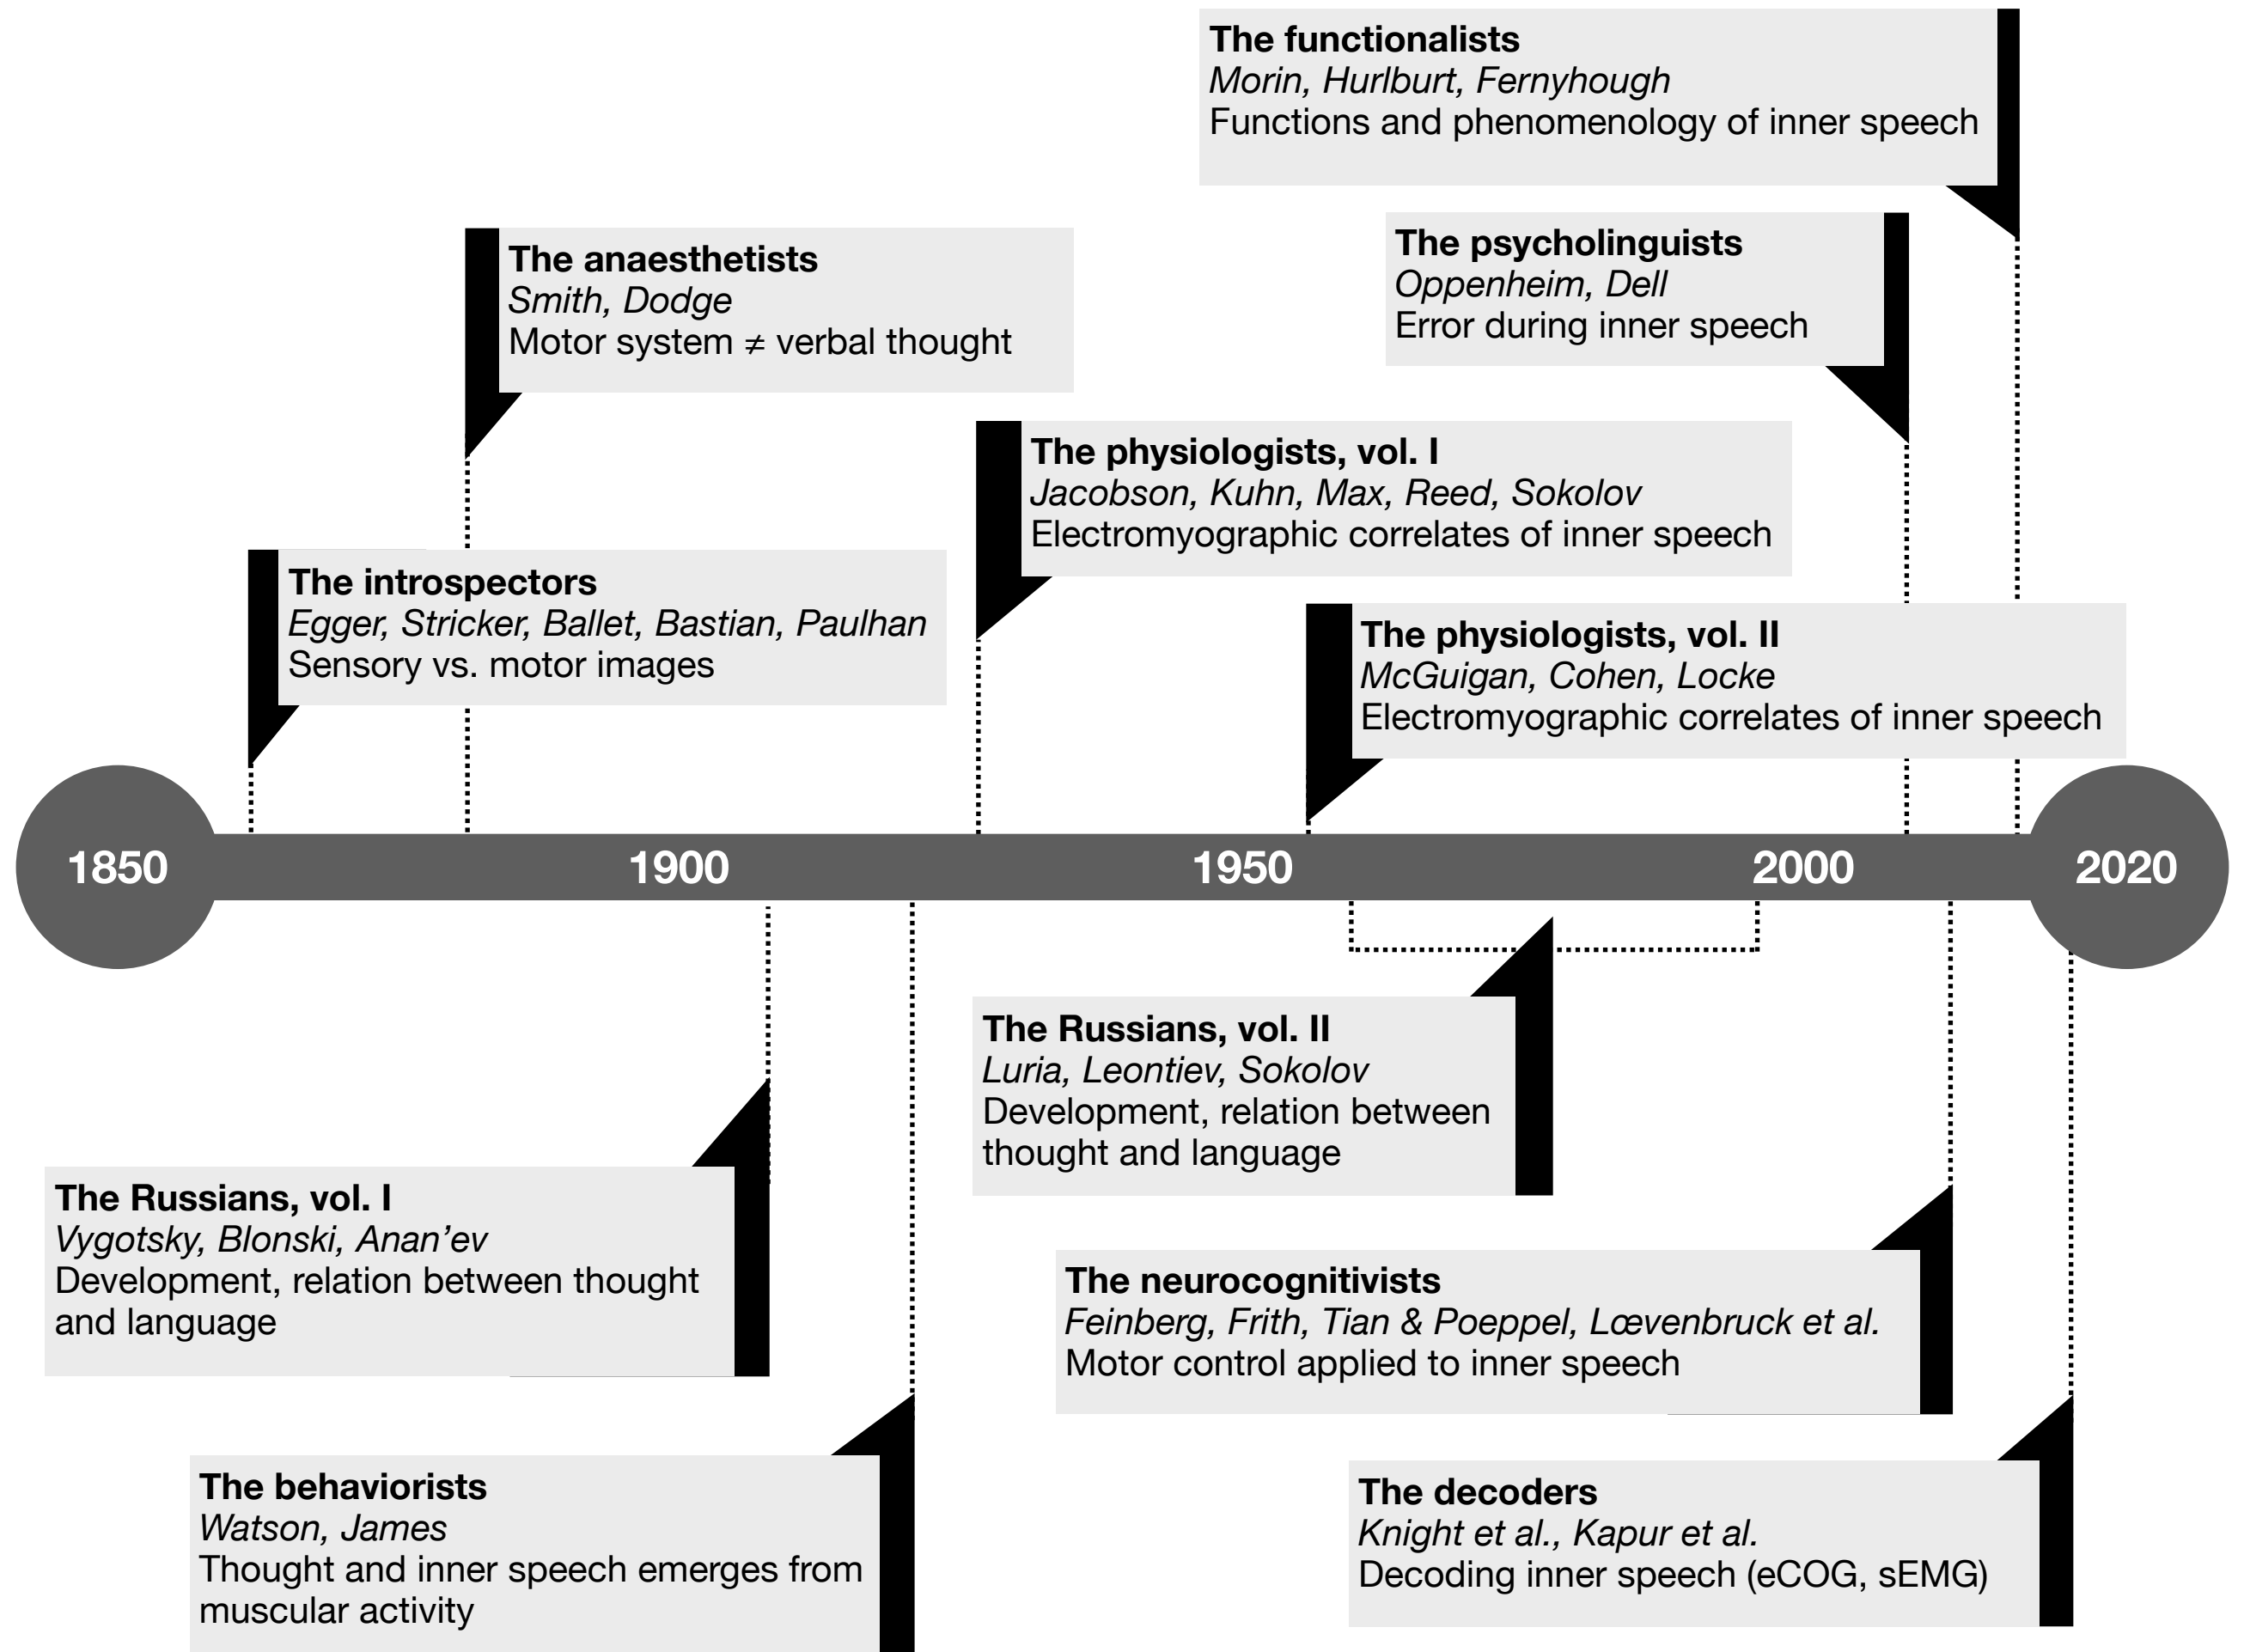 The functionalists
Morin, Hurlburt, Fernyhough
Functions and phenomenology of inner speech
The anaesthetists
Smith, Dodge
Motor system ≠ verbal thought
The psycholinguists
Oppenheim, Dell
Error during inner speech
The physiologists, vol. I
Jacobson, Kuhn, Max, Reed, Sokolov
Electromyographic correlates of inner speech
The introspectors
Egger, Stricker, Ballet, Bastian, Paulhan
Sensory vs. motor images
The physiologists, vol. II
McGuigan, Cohen, Locke
Electromyographic correlates of inner speech
1850
1900
1950
2000
2020
The Russians, vol. II
Luria, Leontiev, Sokolov
Development, relation between
thought and language
The Russians, vol. I
Vygotsky, Blonski, Anan’ev
Development, relation between thought
and language
The neurocognitivists
Feinberg, Frith, Tian & Poeppel, Lœvenbruck et al.
Motor control applied to inner speech
The behaviorists
Watson, James
Thought and inner speech emerges from
muscular activity
The decoders
Knight et al., Kapur et al.
Decoding inner speech (eCOG, sEMG)